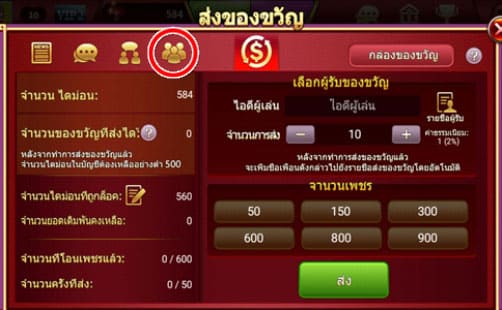 10 VIP 1 584
ส่งของขวัญ
NEWS
กล่องของขวัญ ?
จำนวน ไดม่อน: 584
จำนวนของขวัญที่ส่งได้: ? 0
หลังจากทำการส่งของขวัญแล้ว
จำนวนไดม่อนในบัญชีต้องเหลืออย่างต่ำ 500
จำนวนไดม่อนที่ถูกล็อค: 560
จำนวนยอดเดิมพันคงเหลือ: 0
จำนวนที่โอนเพชรแล้ว: 0 / 600
จำนวนครั้งที่ส่ง: 0 / 50
เลือกผู้รับของขวัญ
ไอดีผู้เล่น ไอดีผู้เล่น
รายชื่อผู้รับ
จำนวนการส่ง − 10 +
ค่าธรรมเนียม:
1 (2%)
หลังจากทำการส่งของขวัญแล้ว
จะเพิ่มชื่อเพื่อนดังกล่าวไปยังรายชื่อส่งของขวัญโดยอัตโนมัติ
จำนวนเพชร
50 150 300
600 800 900
ส่ง